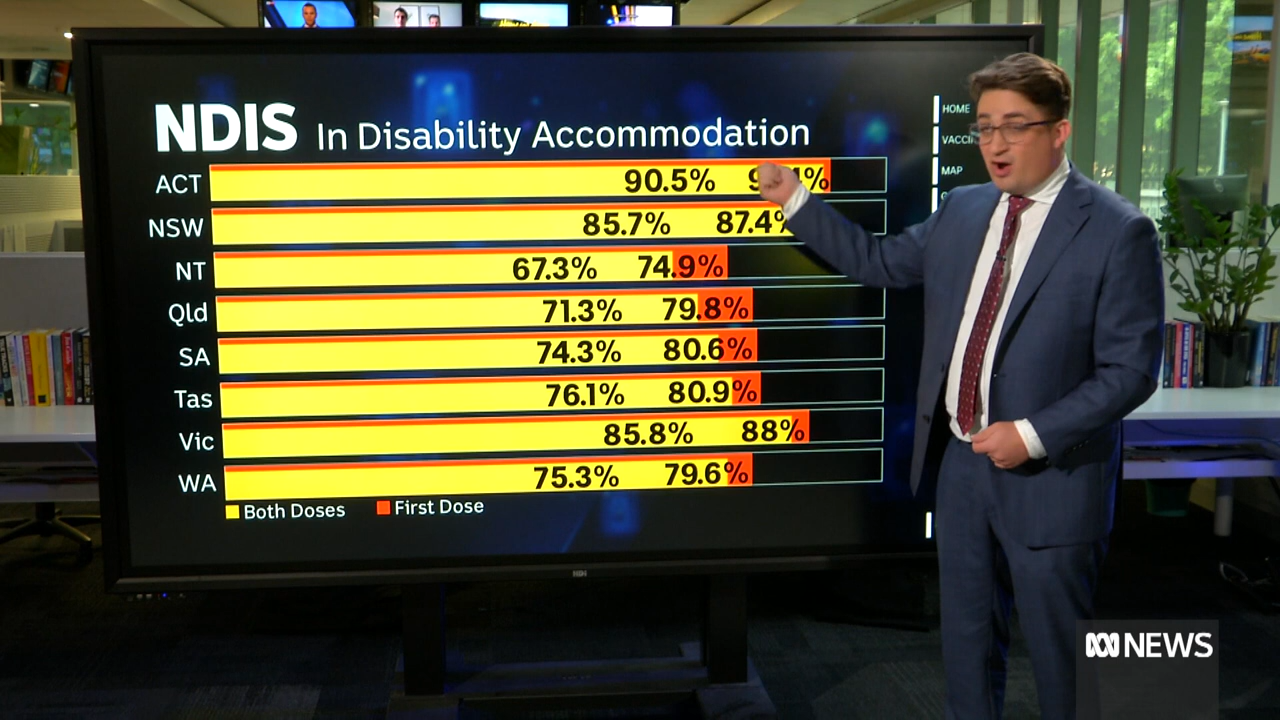 NDIS In Disability Accommodation
ACT 90.5%
NSW 85.7% 87.4%
NT 67.3% 74.9%
Qld 71.3% 79.8%
SA 74.3% 80.6%
Tas 76.1% 80.9%
Vic 85.8% 88%
WA 75.3% 79.6%
Both Doses First Dose
HOME
MAP
NEWS